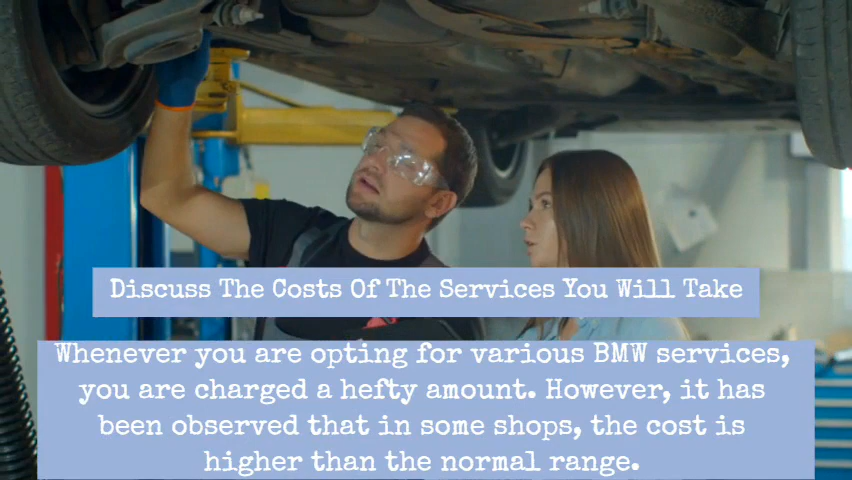 Discuss The Costs Of The Services You Will Take
Whenever you are opting for various BMW services,
you are charged a hefty amount. However, it has
been observed that in some shops, the cost is
higher than the normal range.